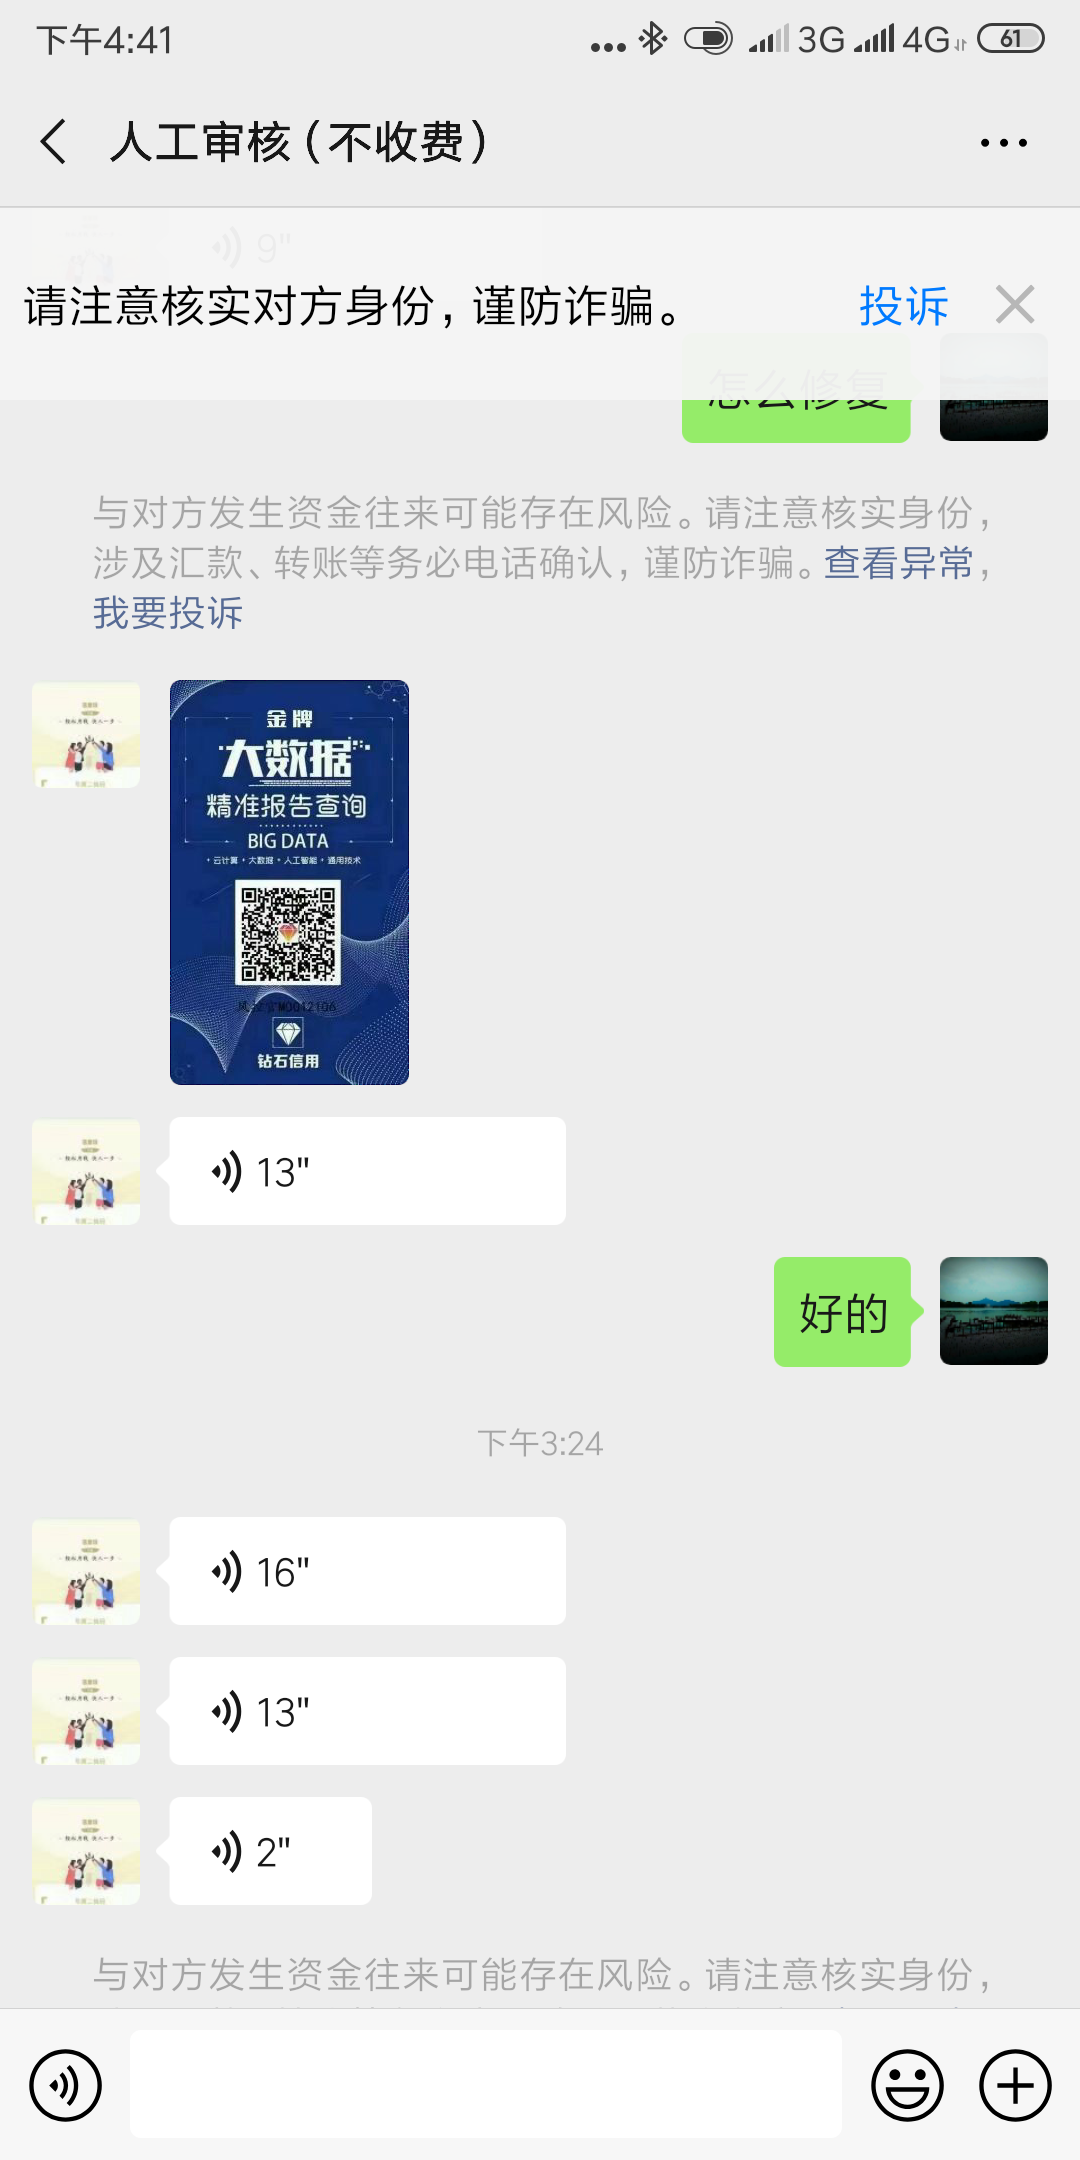 下午4:41
3G
4G
61
人工审核（不收费）
9"
请注意核实对方身份，谨防诈骗。
投诉
怎么修复
与对方发生资金往来可能存在风险。请注意核实身份，
涉及汇款、转账等务必电话确认，谨防诈骗。查看异常，
我要投诉
金牌
大数据
精准报告查询
BIG DATA
云计算·大数据·人工智能·通用技术
钻石信用
13"
好的
下午3:24
16"
13"
2"
与对方发生资金往来可能存在风险。请注意核实身份，